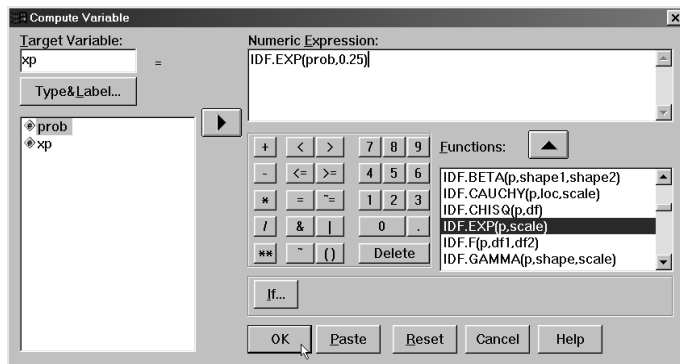 Compute Variable
Target Variable:
xp
=
Type&Label...
prob
xp
Numeric Expression:
IDF.EXP(prob,0.25)
+ < > 7 8 9
- <= >= 4 5 6
* = ~= 1 2 3
/ & | 0 .
** ~ () Delete
Functions:
IDF.BETA(p,shape1,shape2)
IDF.CAUCHY(p,loc,scale)
IDF.CHISQ(p,df)
IDF.EXP(p,scale)
IDF.F(p,df1,df2)
IDF.GAMMA(p,shape,scale)
If...
OK Paste Reset Cancel Help